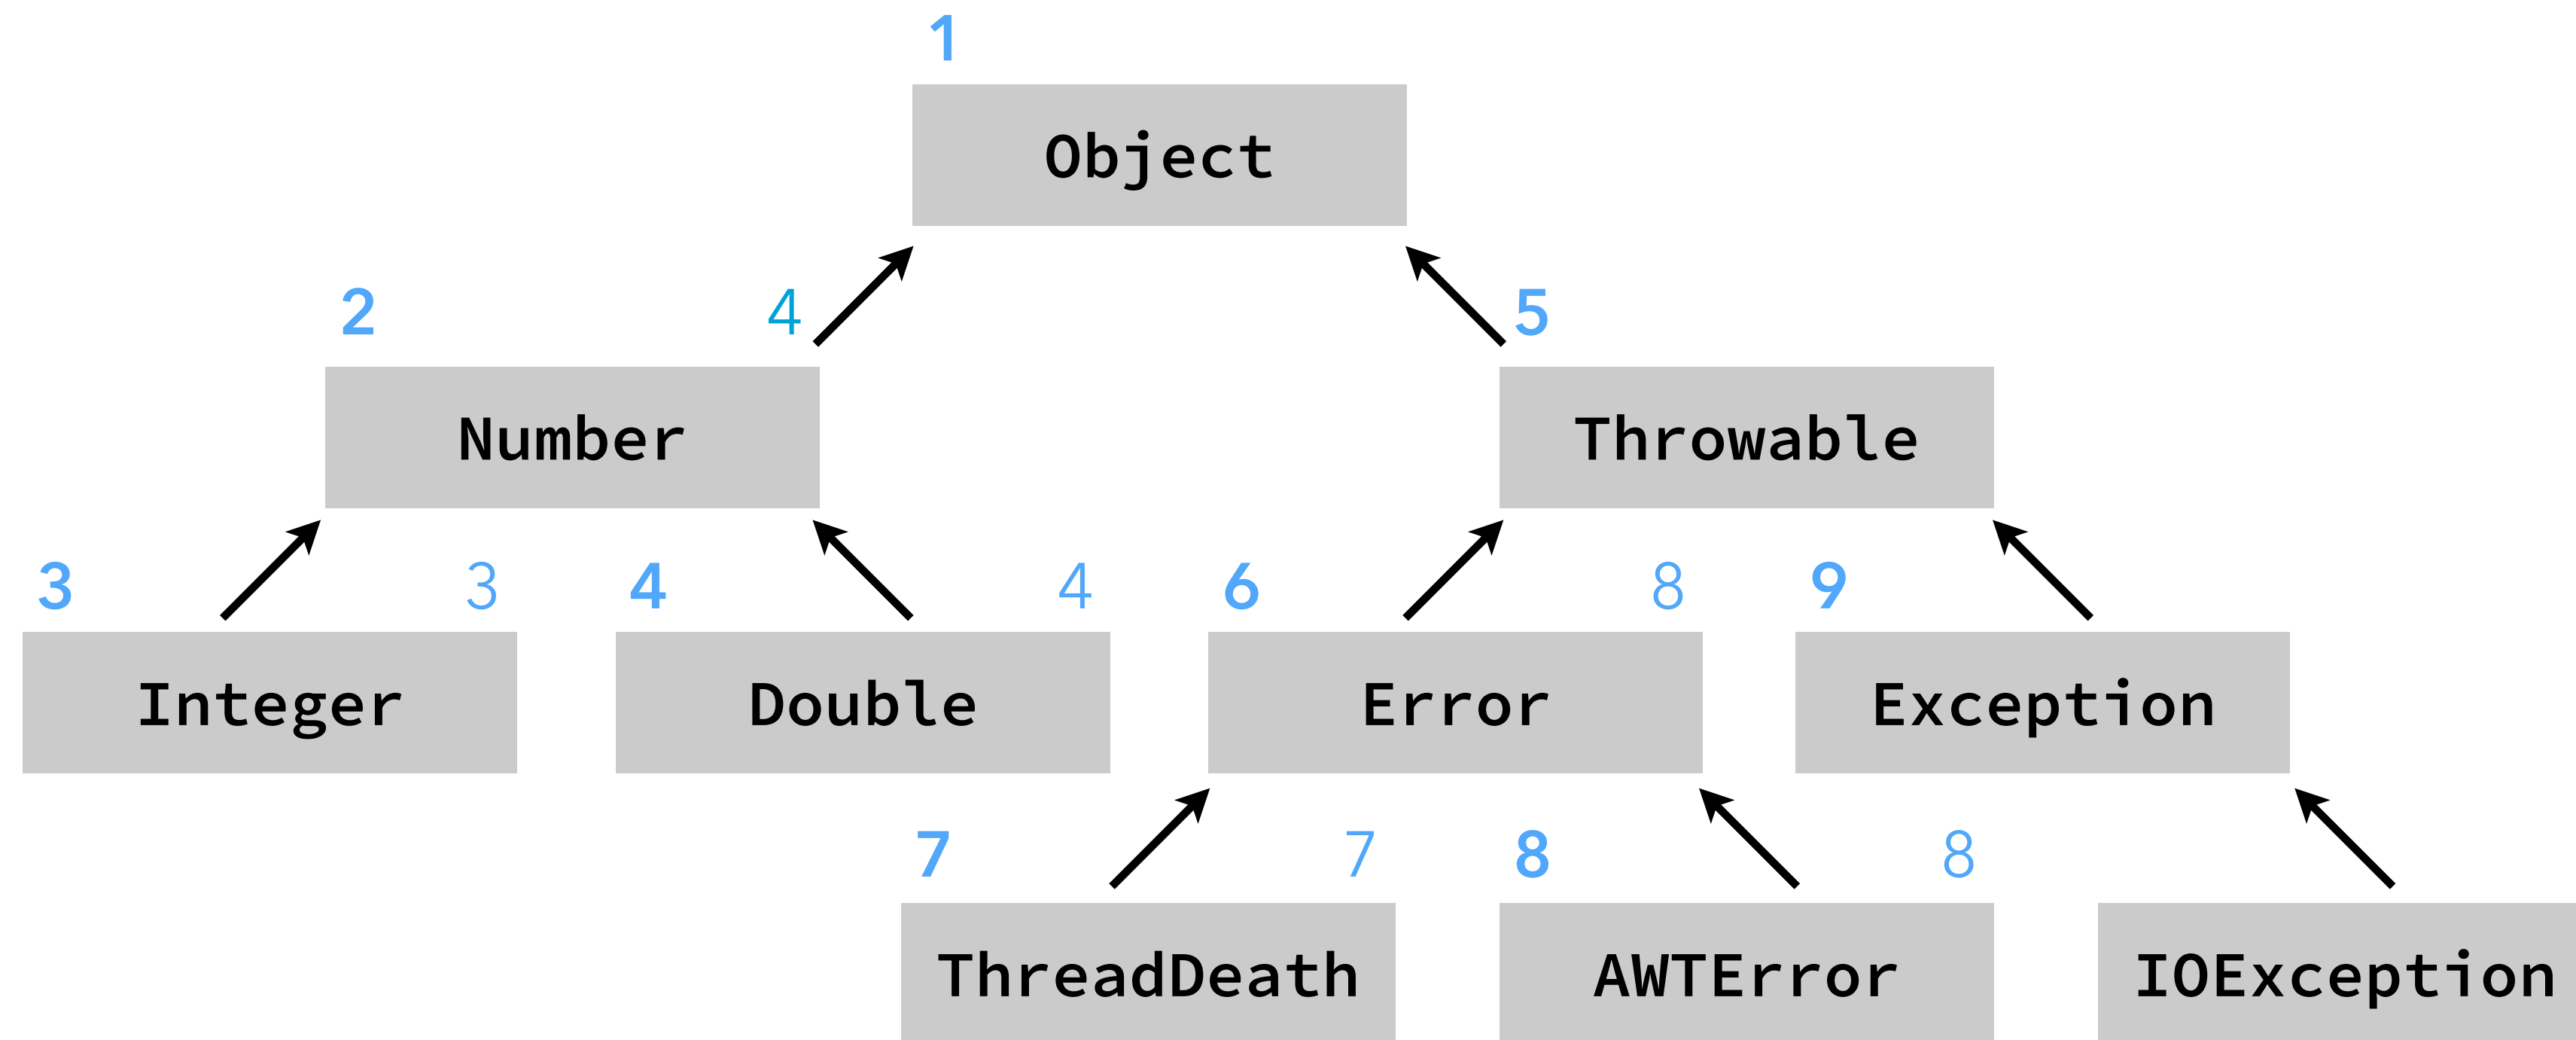 1
Object
2 4 5
Number Throwable
3 3 4 4 6 8 9
Integer Double Error Exception
7 7 8 8
ThreadDeath AWTError IOException